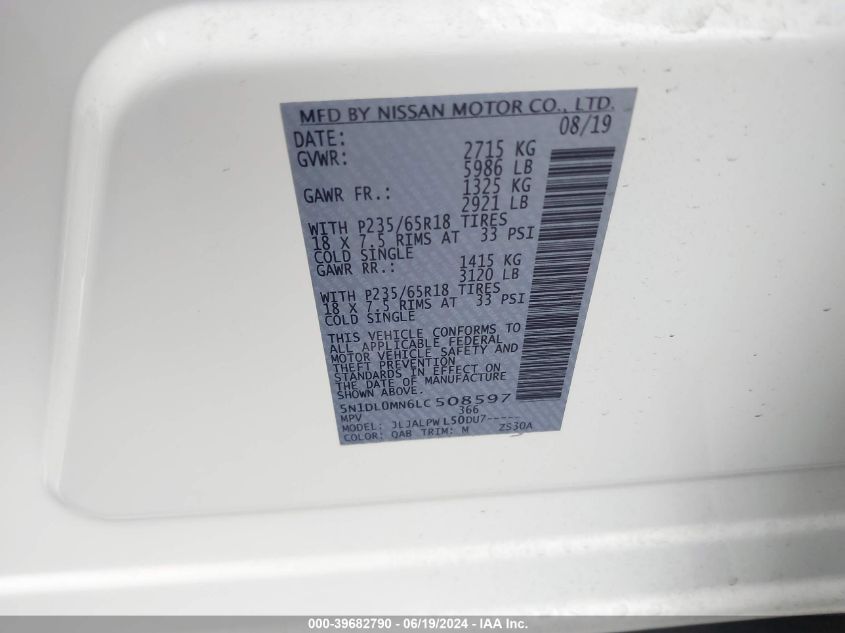 MFD BY NISSAN MOTOR CO., LTD.
DATE: 08/19
GVWR: 2715 KG
5986 LB
GAWR FR.: 1325 KG
2921 LB
WITH P235/65R18 TIRES
18 X 7.5 RIMS AT 33 PSI
COLD SINGLE
GAWR RR.: 1415 KG
3120 LB
WITH P235/65R18 TIRES
18 X 7.5 RIMS AT 33 PSI
COLD SINGLE
THIS VEHICLE CONFORMS TO
ALL APPLICABLE FEDERAL
MOTOR VEHICLE SAFETY AND
THEFT PREVENTION
STANDARDS IN EFFECT ON
THE DATE OF MANUFACTURE
5N1DL0MN6LC508597
MPV 366
MODEL: JLJALPWL50DU7-----
COLOR: QAB TRIM: M ZS30A
000-39682790 - 06/19/2024 - IAA Inc.